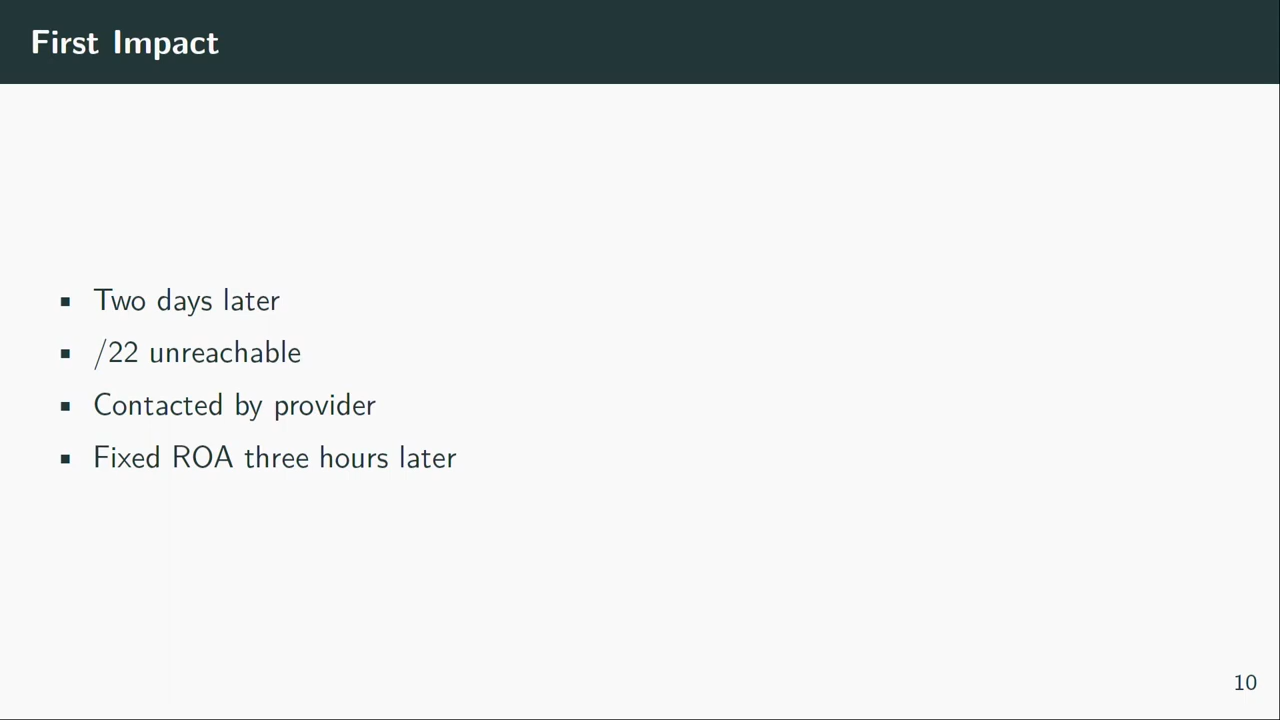 First Impact
Two days later
/22 unreachable
Contacted by provider
Fixed ROA three hours later
10